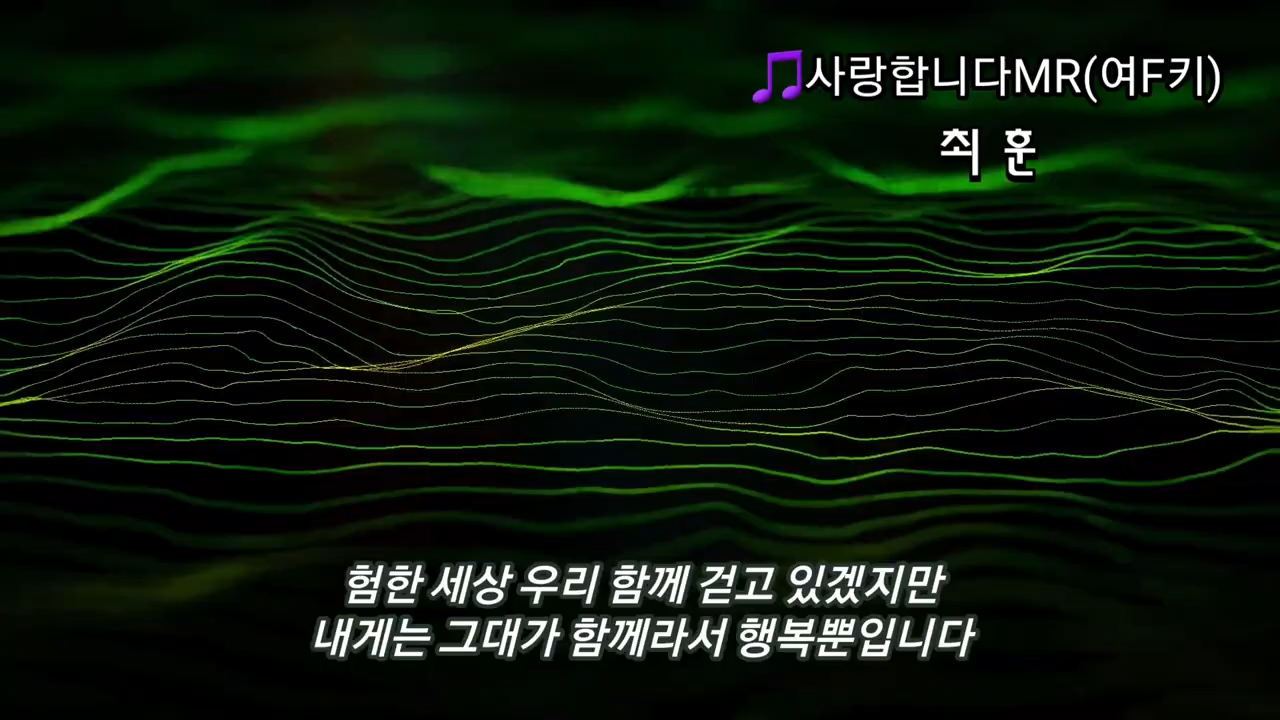 🎵사랑합니다MR(여F키)
최 훈
험한 세상 우리 함께 걷고 있겠지만
내게는 그대가 함께라서 행복뿐입니다